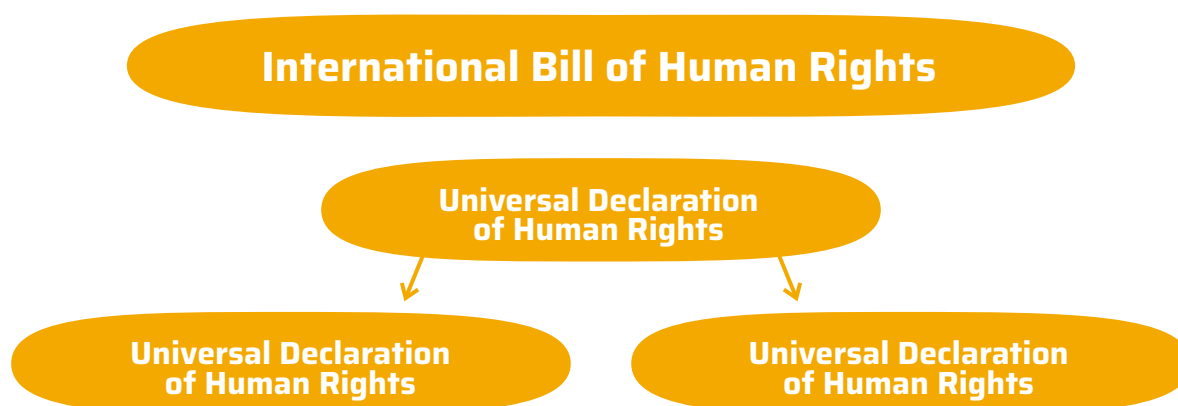 International Bill of Human Rights
Universal Declaration
of Human Rights
Universal Declaration
of Human Rights
Universal Declaration
of Human Rights